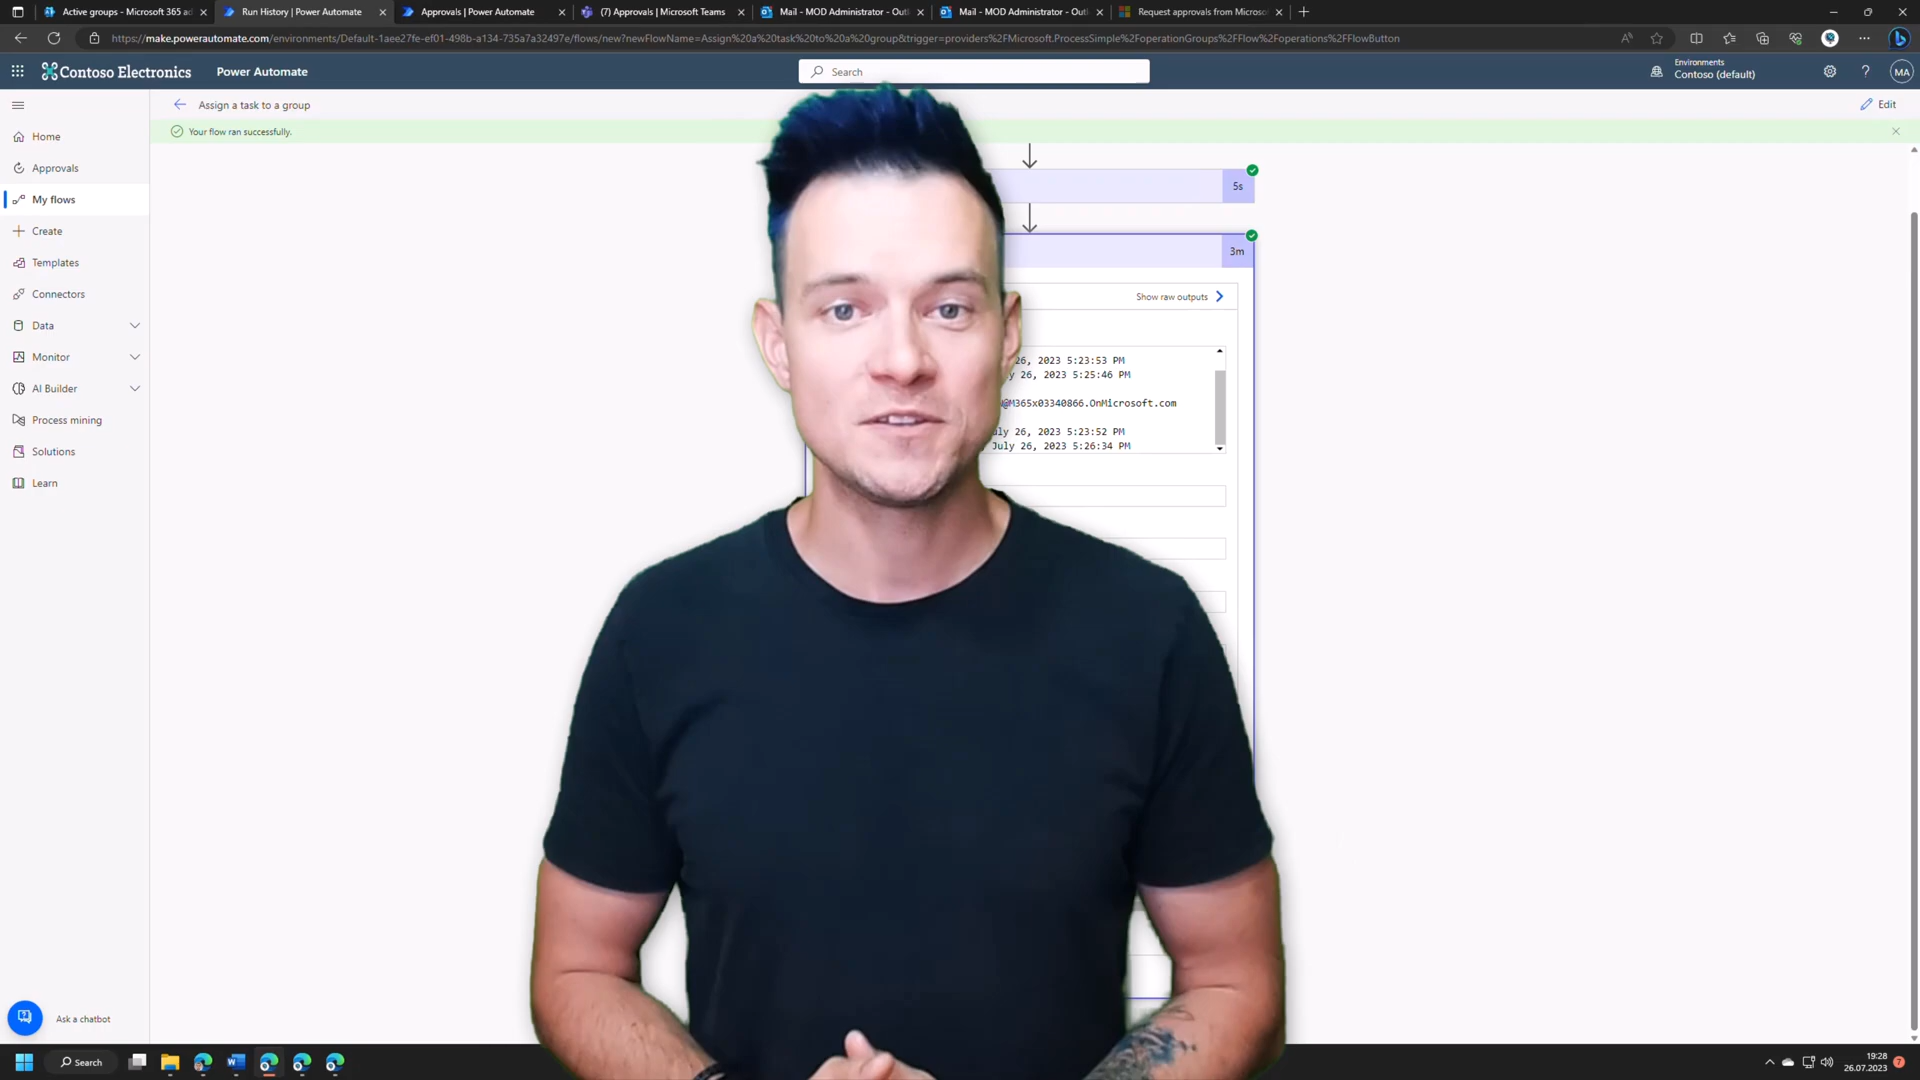 Active groups - Microsoft 365 ad
Run History | Power Automate
Approvals | Power Automate
(7) Approvals | Microsoft Teams
Mail - MOD Administrator - Outl
Mail - MOD Administrator - Outl
Request approvals from Microso
https://make.powerautomate.com/environments/Default-1aee27fe-ef01-498b-a134-735a7a32497e/flows/new?newFlowName=Assign%20a%20task%20to%20a%20group&trigger=providers%2FMicrosoft.ProcessSimple%2FoperationGroups%2FFlow%2Foperations%2FFlowButton
Contoso Electronics
Power Automate
Search
Environments
Contoso (default)
MA
Assign a task to a group
Edit
Your flow ran successfully.
Home
Approvals
My flows
Create
Templates
Connectors
Data
Monitor
AI Builder
Process mining
Solutions
Learn
5s
3m
Show raw outputs
26, 2023 5:23:53 PM
y 26, 2023 5:25:46 PM
@M365x03340866.OnMicrosoft.com
uly 26, 2023 5:23:52 PM
July 26, 2023 5:26:34 PM
Ask a chatbot
Search
19:28
26.07.2023
7